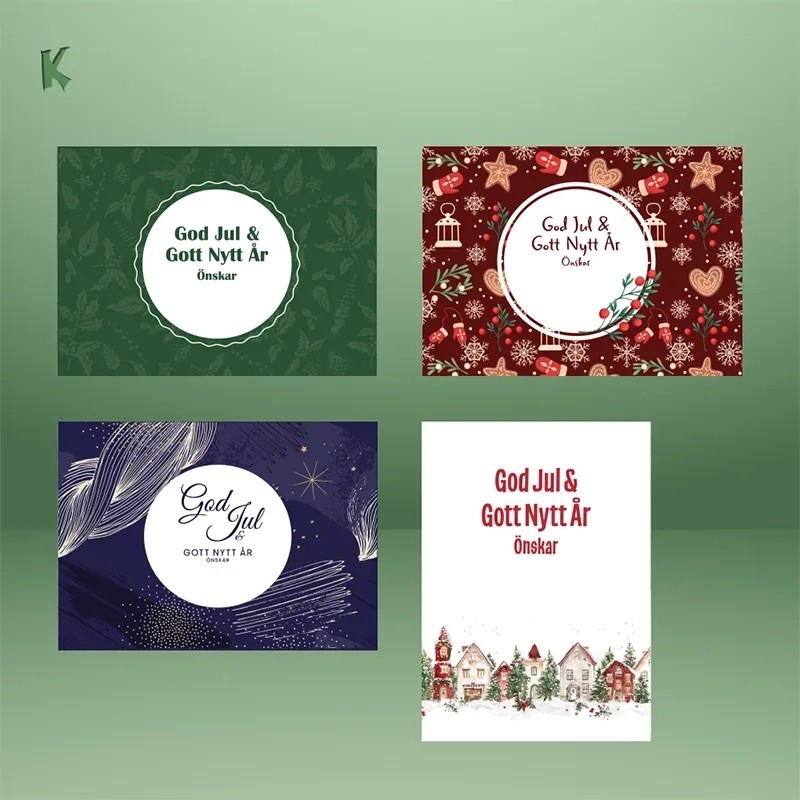 K
God Jul &
Gott Nytt År
Önskar
God Jul &
Gott Nytt År
Önskar
God
Jul
&
GOTT NYTT ÅR
ÖNSKAR
God Jul &
Gott Nytt År
Önskar